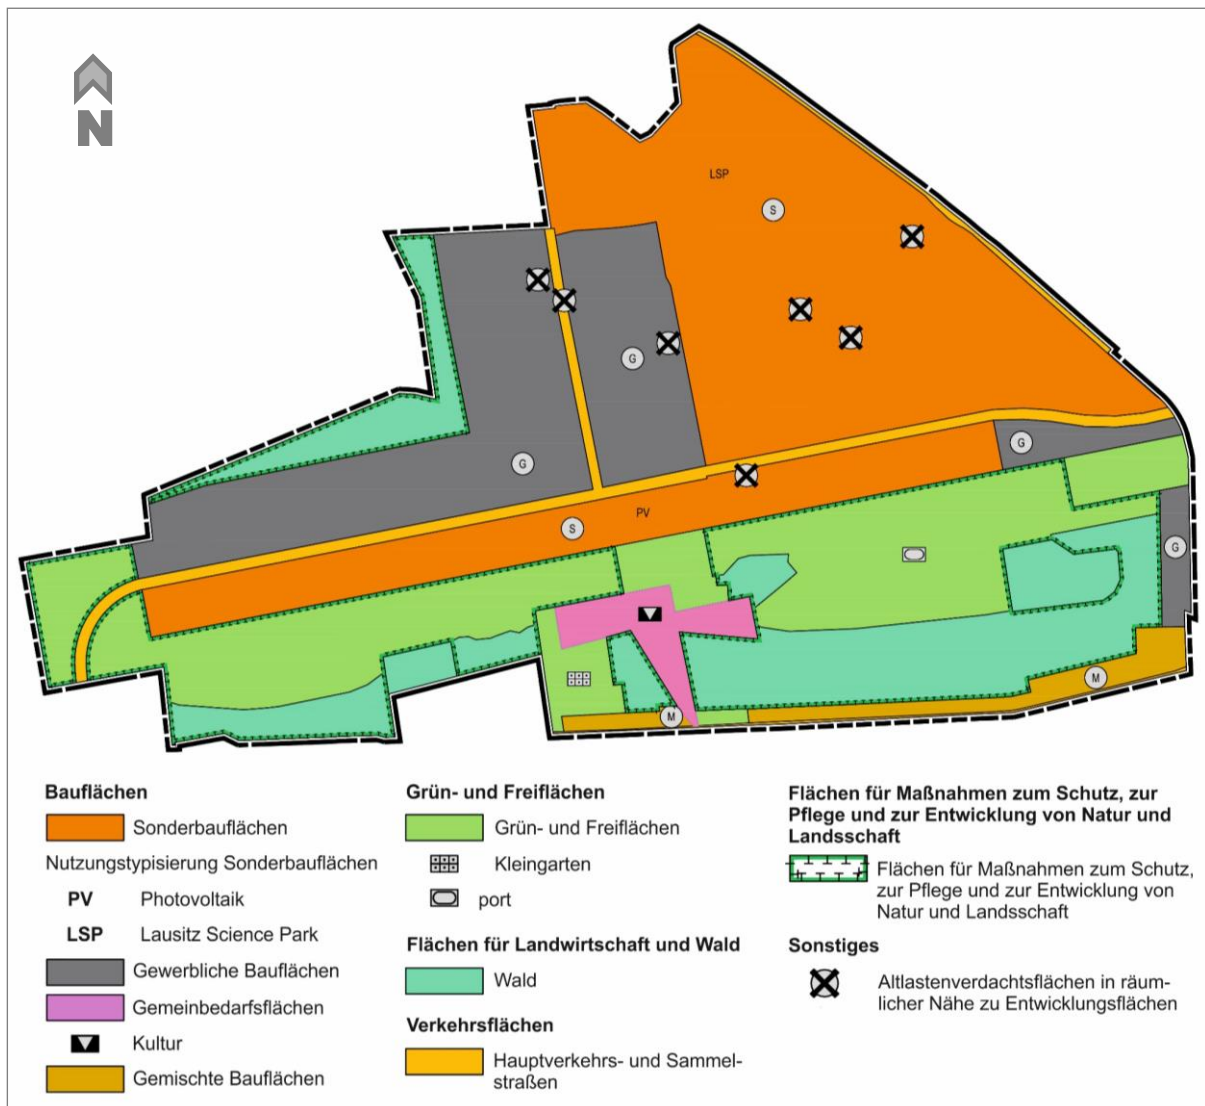 N
LSP
S
G
G
G
PV
S
G
M
M
Bauflächen
Sonderbauflächen
Nutzungstypisierung Sonderbauflächen
PV Photovoltaik
LSP Lausitz Science Park
Gewerbliche Bauflächen
Gemeinbedarfsflächen
Kultur
Gemischte Bauflächen
Grün- und Freiflächen
Grün- und Freiflächen
Kleingarten
port
Flächen für Landwirtschaft und Wald
Wald
Verkehrsflächen
Hauptverkehrs- und Sammel-
straßen
Flächen für Maßnahmen zum Schutz, zur
Pflege und zur Entwicklung von Natur und
Landsschaft
Flächen für Maßnahmen zum Schutz,
zur Pflege und zur Entwicklung von
Natur und Landsschaft
Sonstiges
Altlastenverdachtsflächen in räum-
licher Nähe zu Entwicklungsflächen